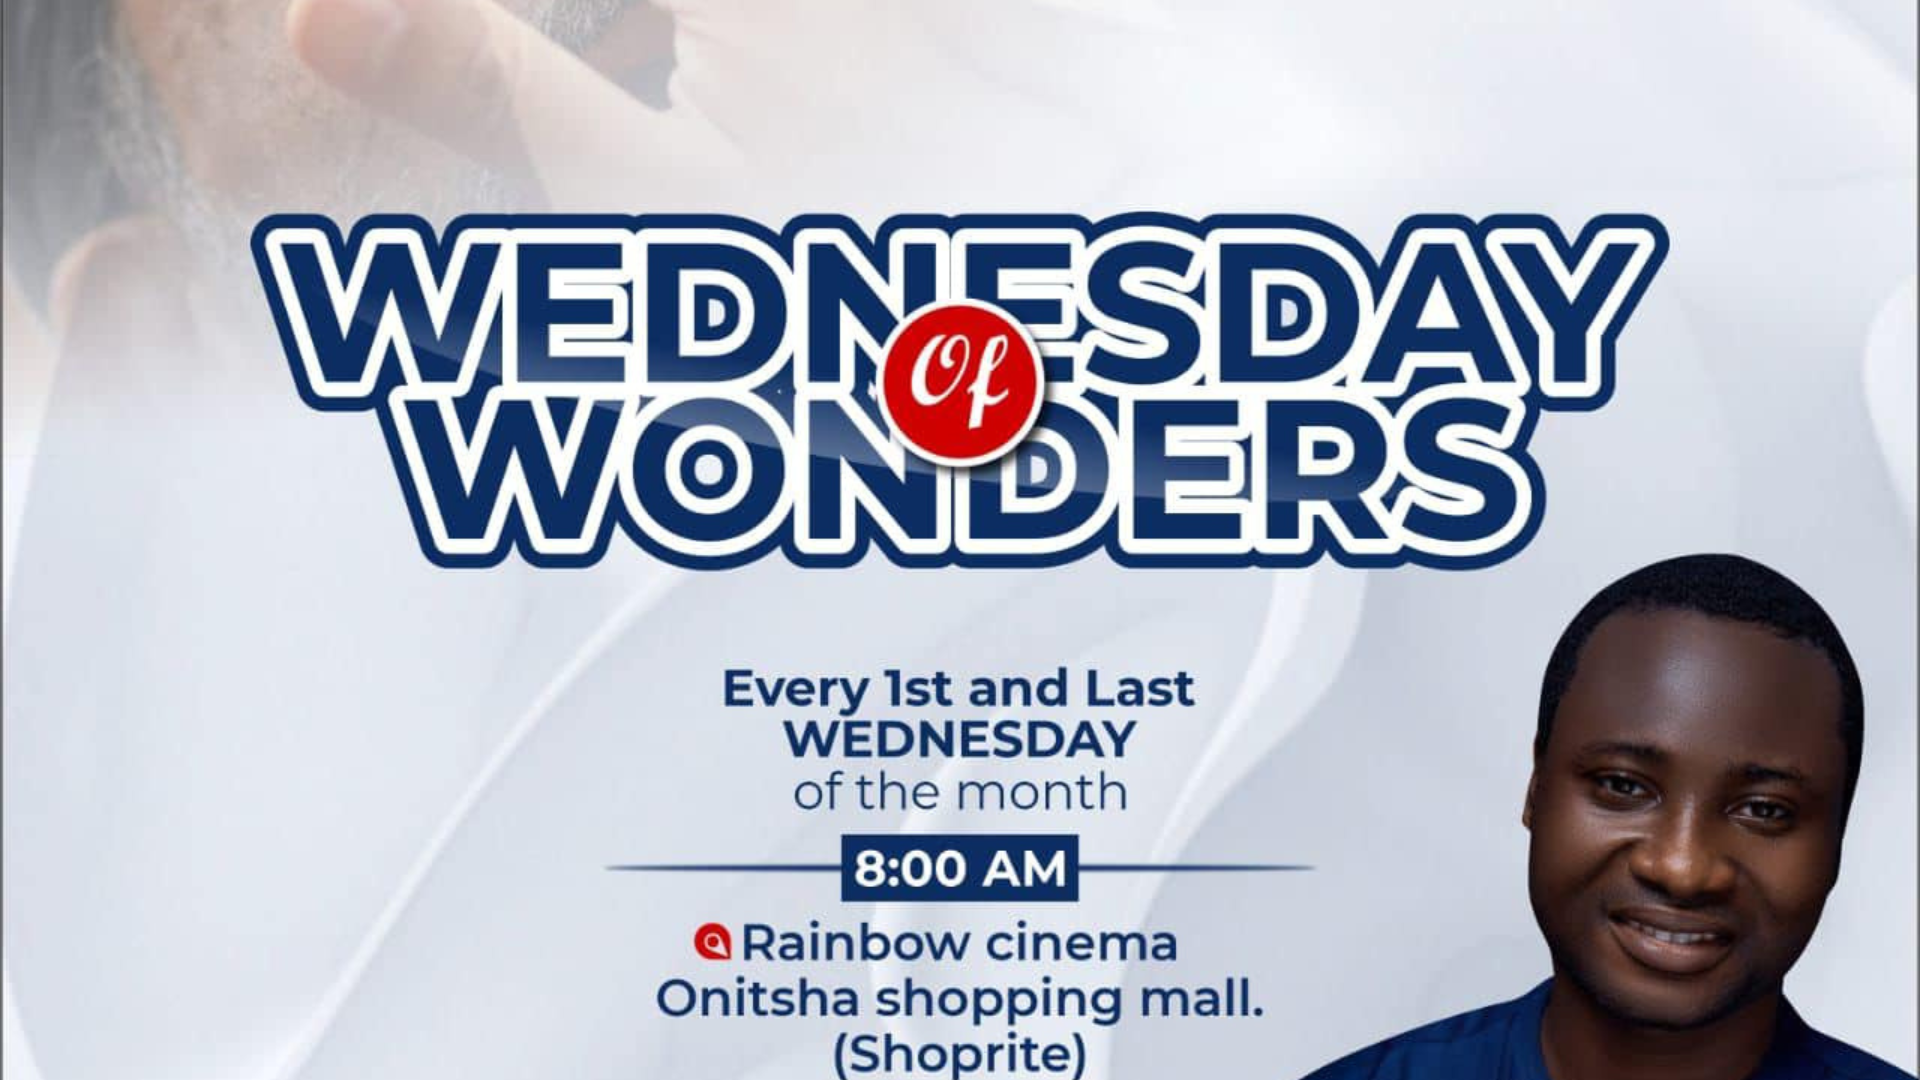 WEDNESDAY
Of
WONDERS
Every 1st and Last
WEDNESDAY
of the month
8:00 AM
Rainbow cinema
Onitsha shopping mall.
(Shoprite)